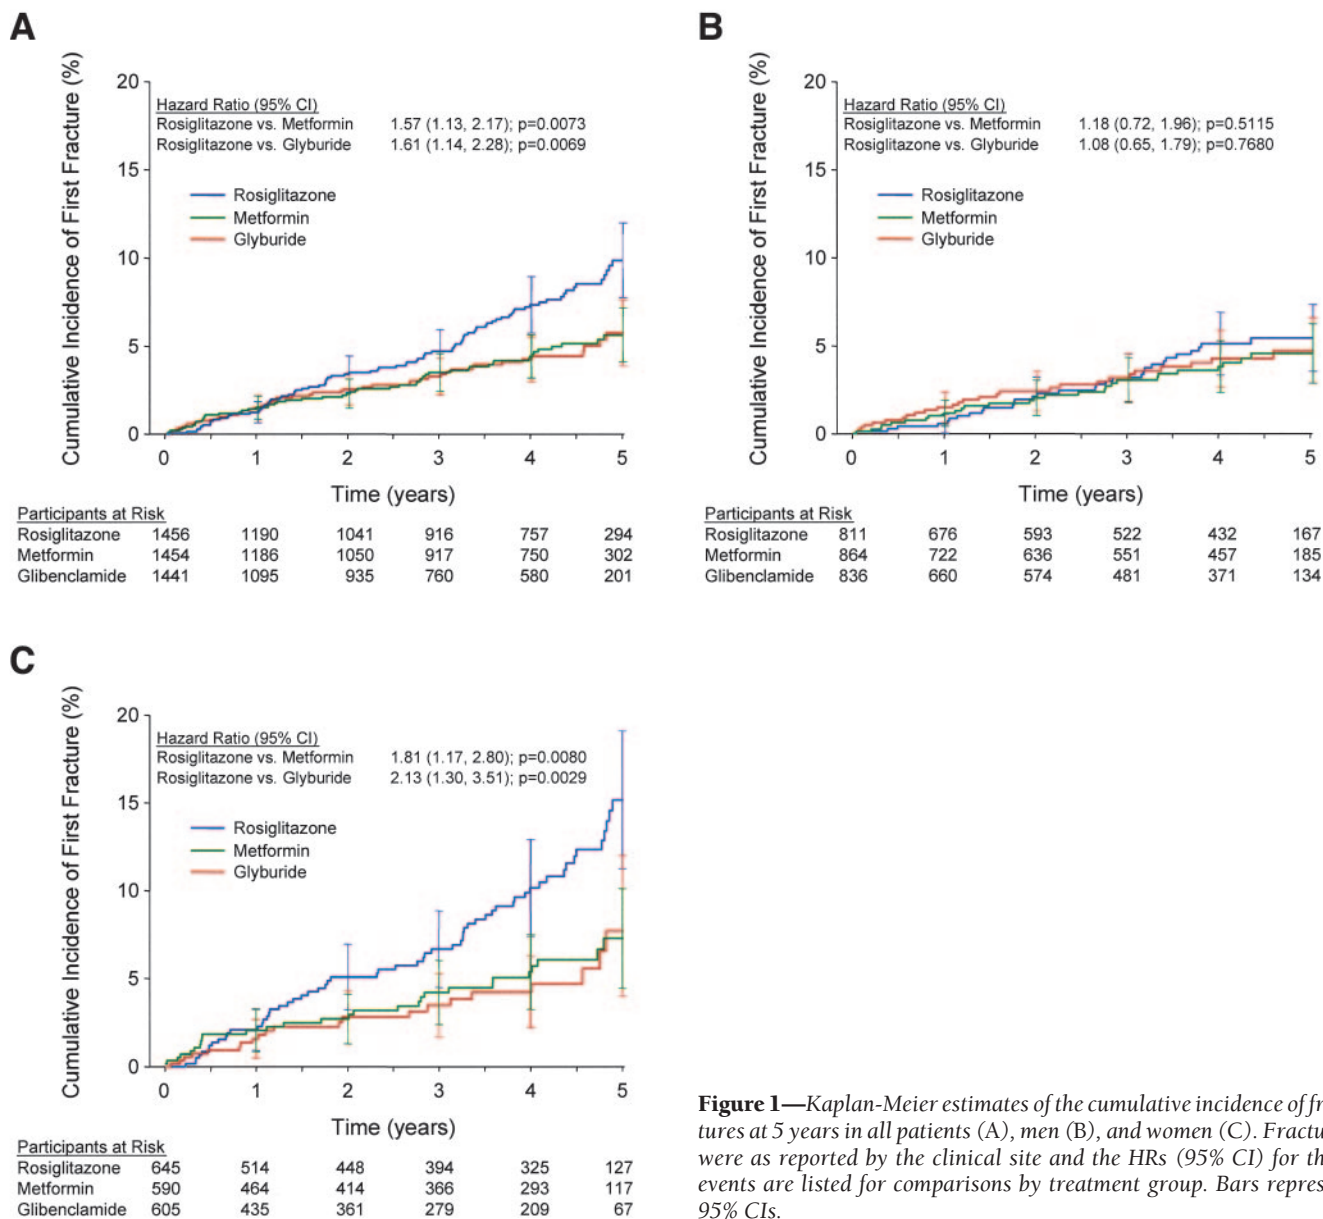 A
Cumulative Incidence of First Fracture (%)
20
15
10
5
0
Hazard Ratio (95% CI)
Rosiglitazone vs. Metformin 1.57 (1.13, 2.17); p=0.0073
Rosiglitazone vs. Glyburide 1.61 (1.14, 2.28); p=0.0069
Rosiglitazone
Metformin
Glyburide
0 1 2 3 4 5
Time (years)
Participants at Risk
Rosiglitazone 1456 1190 1041 916 757 294
Metformin 1454 1186 1050 917 750 302
Glibenclamide 1441 1095 935 760 580 201
B
Cumulative Incidence of First Fracture (%)
20
15
10
5
0
Hazard Ratio (95% CI)
Rosiglitazone vs. Metformin 1.18 (0.72, 1.96); p=0.5115
Rosiglitazone vs. Glyburide 1.08 (0.65, 1.79); p=0.7680
Rosiglitazone
Metformin
Glyburide
0 1 2 3 4 5
Time (years)
Participants at Risk
Rosiglitazone 811 676 593 522 432 167
Metformin 864 722 636 551 457 185
Glibenclamide 836 660 574 481 371 134
C
Cumulative Incidence of First Fracture (%)
20
15
10
5
0
Hazard Ratio (95% CI)
Rosiglitazone vs. Metformin 1.81 (1.17, 2.80); p=0.0080
Rosiglitazone vs. Glyburide 2.13 (1.30, 3.51); p=0.0029
Rosiglitazone
Metformin
Glyburide
0 1 2 3 4 5
Time (years)
Participants at Risk
Rosiglitazone 645 514 448 394 325 127
Metformin 590 464 414 366 293 117
Glibenclamide 605 435 361 279 209 67
Figure 1—Kaplan-Meier estimates of the cumulative incidence of fr
tures at 5 years in all patients (A), men (B), and women (C). Fractu
were as reported by the clinical site and the HRs (95% CI) for th
events are listed for comparisons by treatment group. Bars repres
95% CIs.